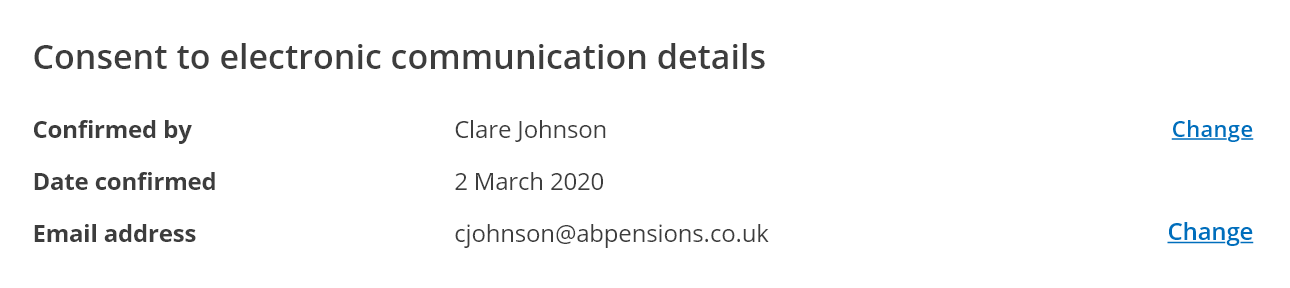 Consent to electronic communication details
Confirmed by Clare Johnson Change
Date confirmed 2 March 2020
Email address cjohnson@abpensions.co.uk Change